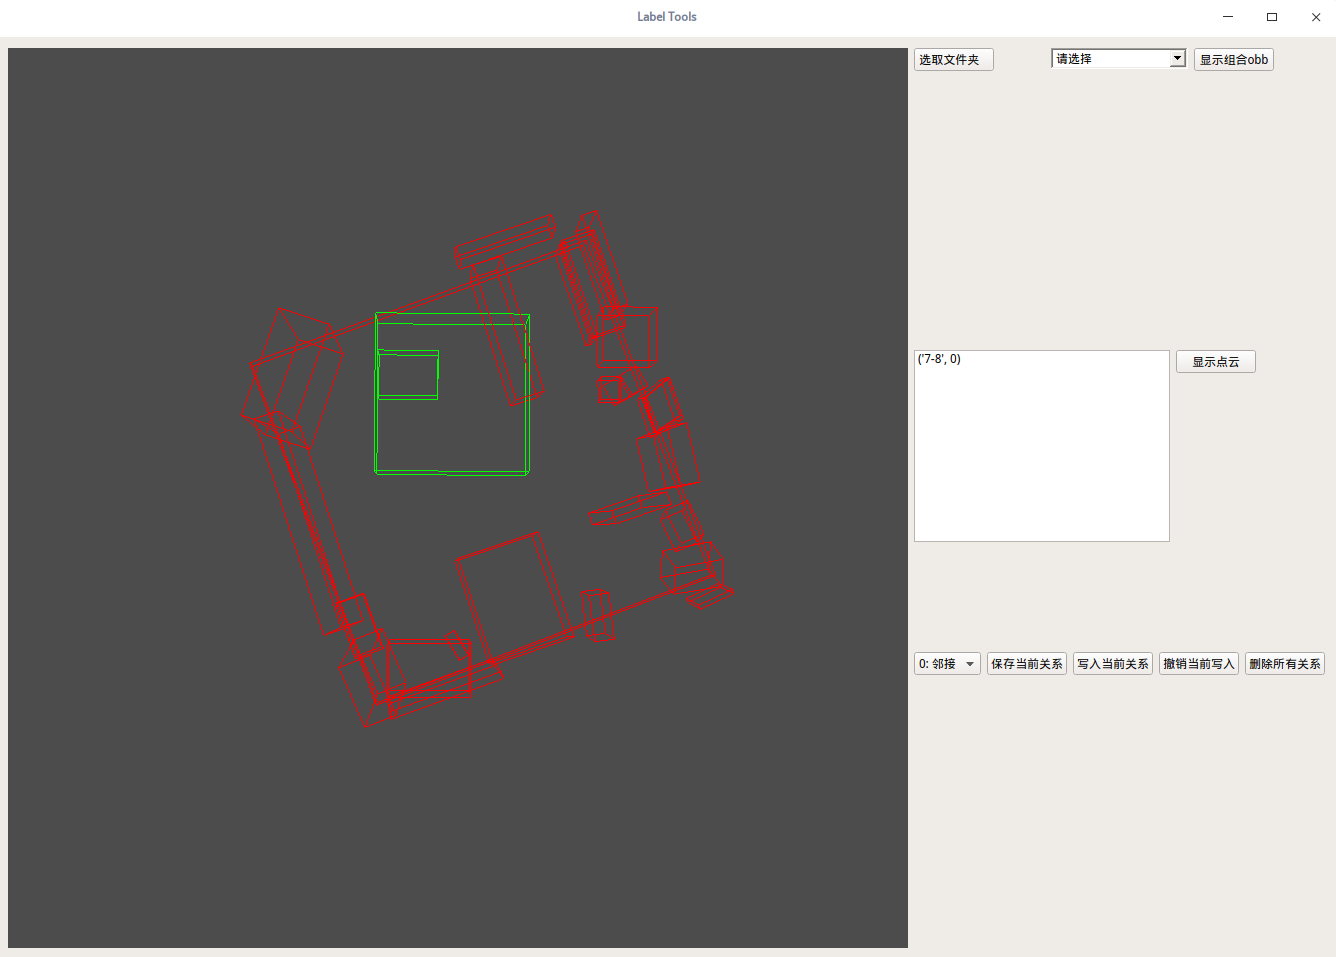 Label Tools
选取文件夹
请选择
显示组合obb
('7-8', 0)
显示点云
0: 邻接
保存当前关系
写入当前关系
撤销当前写入
删除所有关系